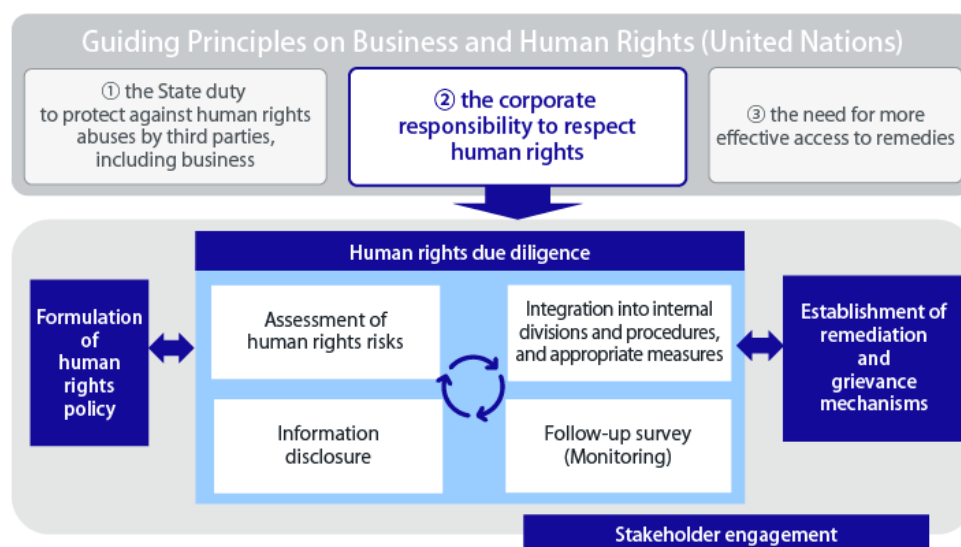 Guiding Principles on Business and Human Rights (United Nations)
① the State duty
to protect against human rights
abuses by third parties,
including business
② the corporate
responsibility to respect
human rights
③ the need for more
effective access to remedies
Human rights due diligence
Formulation
of
human
rights
policy
Assessment of
human rights risks
Integration into internal
divisions and procedures,
and appropriate measures
Information
disclosure
Follow-up survey
(Monitoring)
Establishment of
remediation
and
grievance
mechanisms
Stakeholder engagement